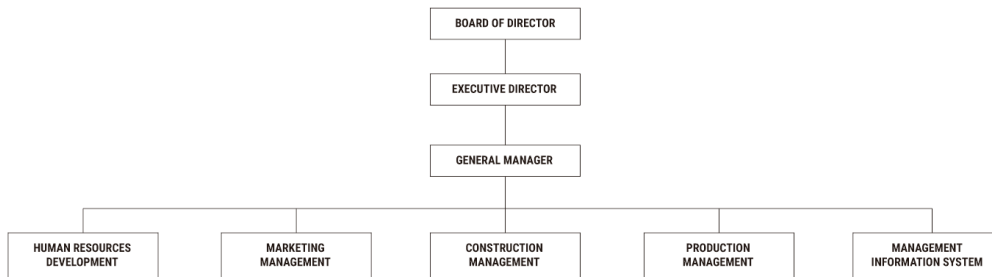 BOARD OF DIRECTOR
EXECUTIVE DIRECTOR
GENERAL MANAGER
HUMAN RESOURCES
DEVELOPMENT
MARKETING
MANAGEMENT
CONSTRUCTION
MANAGEMENT
PRODUCTION
MANAGEMENT
MANAGEMENT
INFORMATION SYSTEM